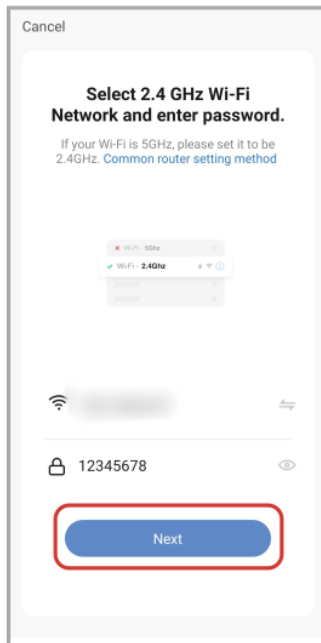 Cancel
Select 2.4 GHz Wi-Fi
Network and enter password.
If your Wi-Fi is 5GHz, please set it to be
2.4GHz. Common router setting method
Wi-Fi - 5Ghz
Wi-Fi - 2.4Ghz
12345678
Next